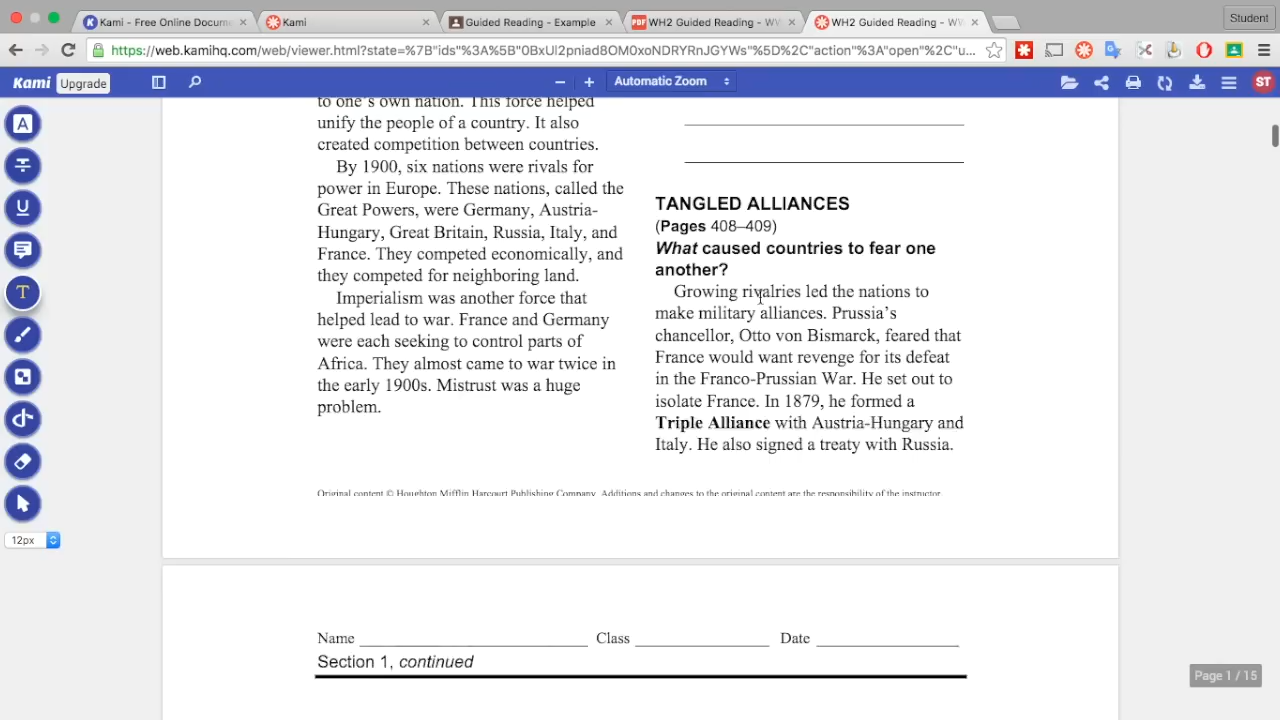 Kami - Free Online Docume
Kami
Guided Reading - Example
WH2 Guided Reading - WW
WH2 Guided Reading - WW
Student
https://web.kamihq.com/web/viewer.html?state=%7B"ids"%3A%5B"0BxUl2pniad8OM0xoNDRYRnJGYWs"%5D%2C"action"%3A"open"%2C"u...
Kami Upgrade
Automatic Zoom
ST
to one's own nation. This force helped
unify the people of a country. It also
created competition between countries.
By 1900, six nations were rivals for
power in Europe. These nations, called the
Great Powers, were Germany, Austria-
Hungary, Great Britain, Russia, Italy, and
France. They competed economically, and
they competed for neighboring land.
Imperialism was another force that
helped lead to war. France and Germany
were each seeking to control parts of
Africa. They almost came to war twice in
the early 1900s. Mistrust was a huge
problem.
TANGLED ALLIANCES
(Pages 408–409)
What caused countries to fear one
another?
Growing rivalries led the nations to
make military alliances. Prussia's
chancellor, Otto von Bismarck, feared that
France would want revenge for its defeat
in the Franco-Prussian War. He set out to
isolate France. In 1879, he formed a
Triple Alliance with Austria-Hungary and
Italy. He also signed a treaty with Russia.
Original content © Houghton Mifflin Harcourt Publishing Company. Additions and changes to the original content are the responsibility of the instructor.
12px
Name Class Date
Section 1, continued
Page 1 / 15